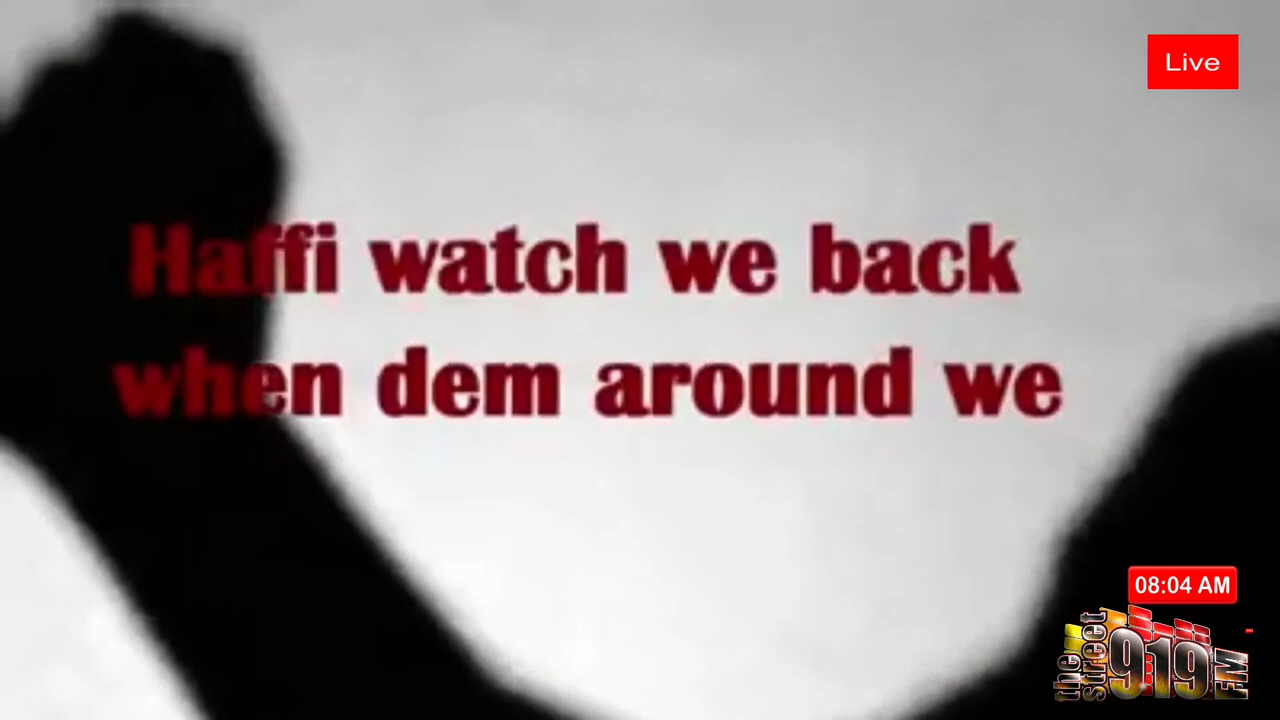 Live
Haffi watch we back
when dem around we
08:04 AM
the street 919 FM